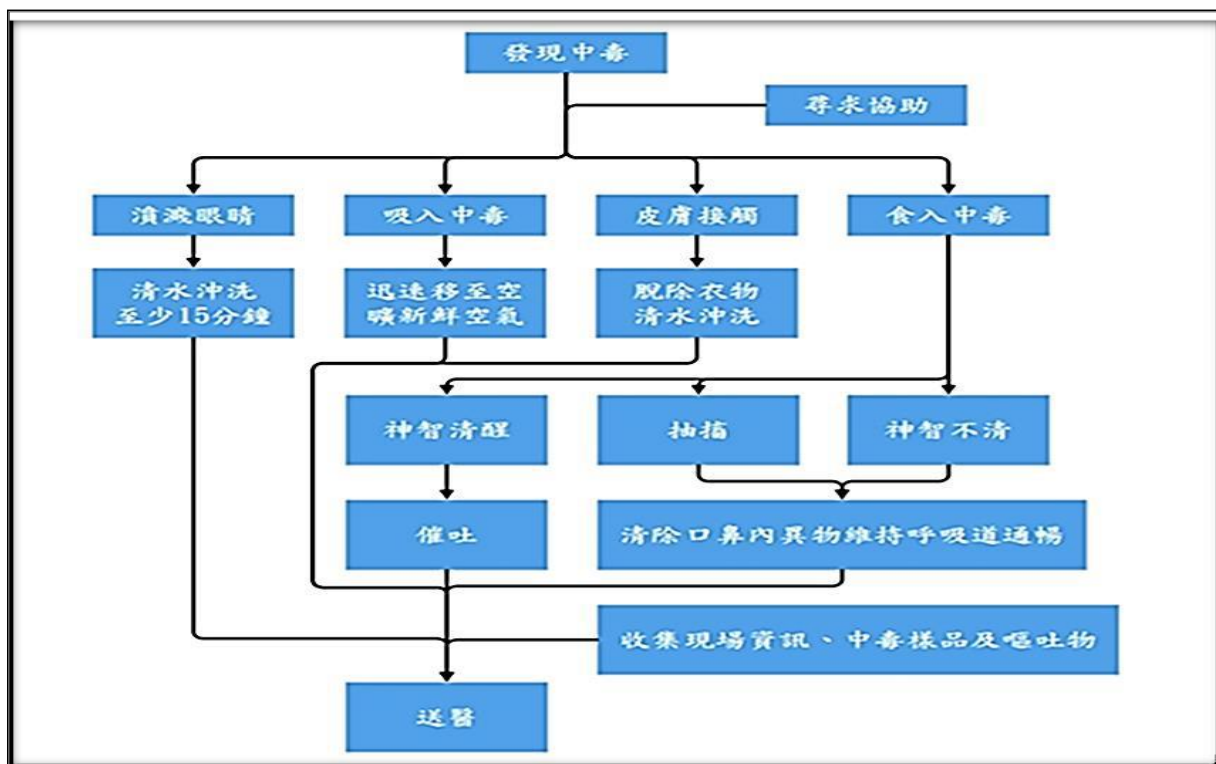 發現中毒
尋求協助
濆濺眼睛
吸入中毒
皮膚接觸
食入中毒
清水沖洗
至少15分鐘
迅速移至空
曠新鮮空氣
脫除衣物
清水沖洗
神智清醒
抽搐
神智不清
催吐
清除口鼻內異物維持呼吸道通暢
收集現場資訊、中毒樣品及嘔吐物
送醫